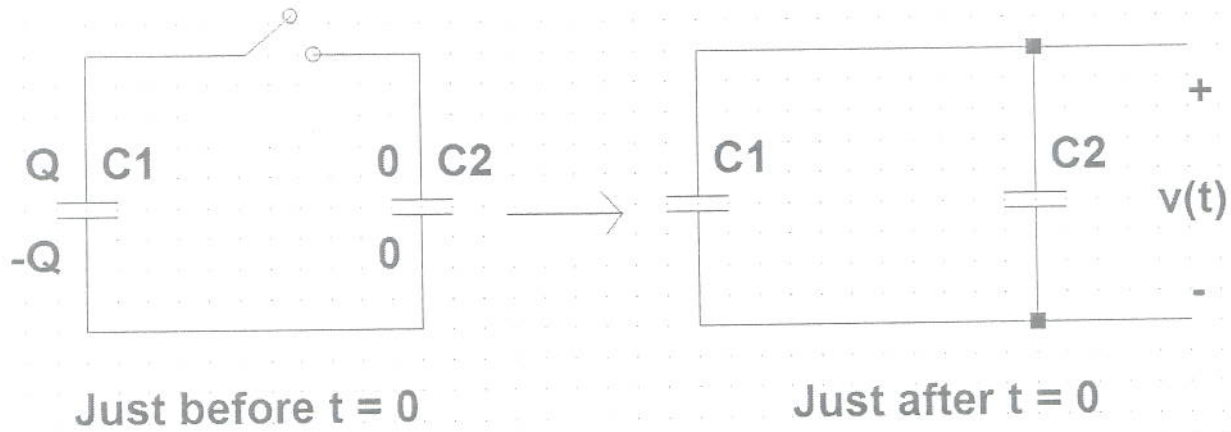 Q C1 0 C2
-Q 0
C1 C2
+
v(t)
-
Just before t = 0
Just after t = 0